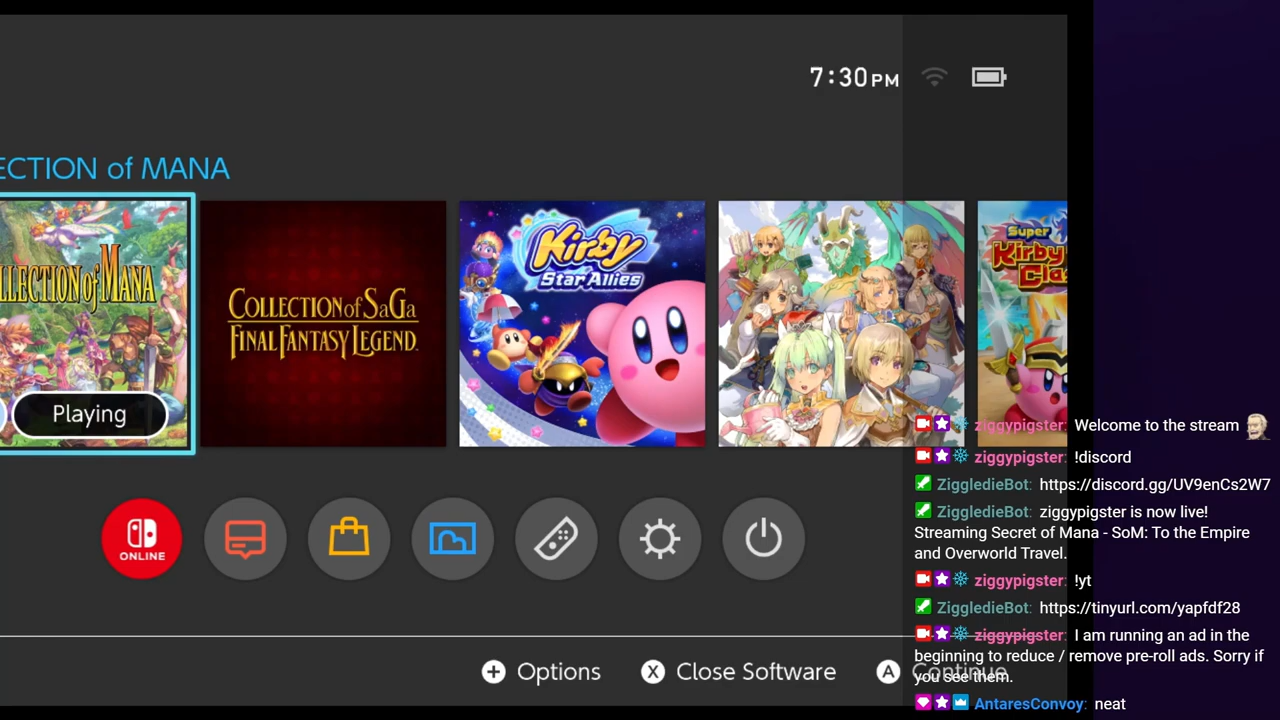 7:30PM
ECTION of MANA
LLECTION of MANA
Playing
COLLECTION of SaGa
FINAL FANTASY LEGEND
Kirby
Star Allies
Super
Kirby
ONLINE
Options
Close Software
Continue
ziggypigster: Welcome to the stream
ziggypigster: !discord
ZiggledieBot: https://discord.gg/UV9enCs2W7
ZiggledieBot: ziggypigster is now live!
Streaming Secret of Mana - SoM: To the Empire
and Overworld Travel.
ziggypigster: !yt
ZiggledieBot: https://tinyurl.com/yapfdf28
ziggypigster: I am running an ad in the
beginning to reduce / remove pre-roll ads. Sorry if
you see them.
AntaresConvoy: neat